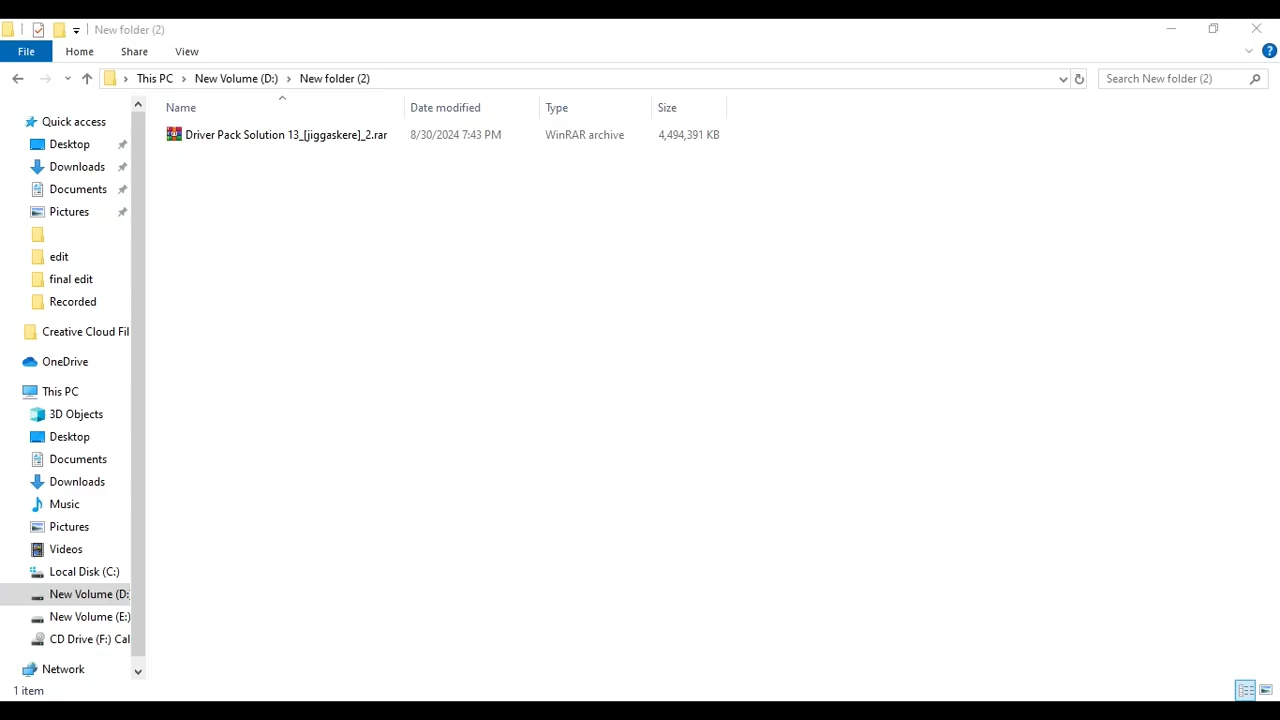 New folder (2)
File Home Share View
This PC New Volume (D:) New folder (2) Search New folder (2)
Name Date modified Type Size
Driver Pack Solution 13_[jiggaskere]_2.rar 8/30/2024 7:43 PM WinRAR archive 4,494,391 KB
Quick access
Desktop
Downloads
Documents
Pictures
edit
final edit
Recorded
Creative Cloud Fil
OneDrive
This PC
3D Objects
Desktop
Documents
Downloads
Music
Pictures
Videos
Local Disk (C:)
New Volume (D:
New Volume (E:)
CD Drive (F:) Cal
Network
1 item